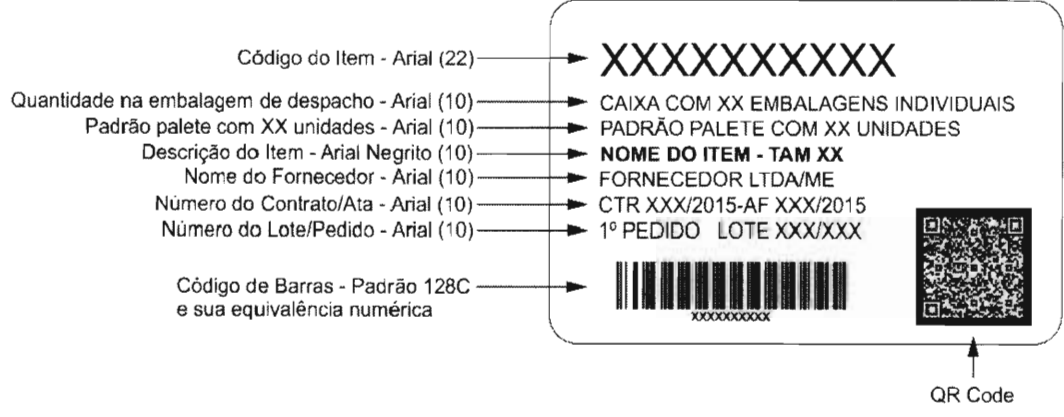 Código do Item - Arial (22) XXXXXXXXXX
Quantidade na embalagem de despacho - Arial (10) CAIXA COM XX EMBALAGENS INDIVIDUAIS
Padrão palete com XX unidades - Arial (10) PADRÃO PALETE COM XX UNIDADES
Descrição do Item - Arial Negrito (10) NOME DO ITEM - TAM XX
Nome do Fornecedor - Arial (10) FORNECEDOR LTDA/ME
Número do Contrato/Ata - Arial (10) CTR XXX/2015-AF XXX/2015
Número do Lote/Pedido - Arial (10) 1º PEDIDO LOTE XXX/XXX
Código de Barras - Padrão 128C
e sua equivalência numérica
xxxxxxxxxx
QR Code